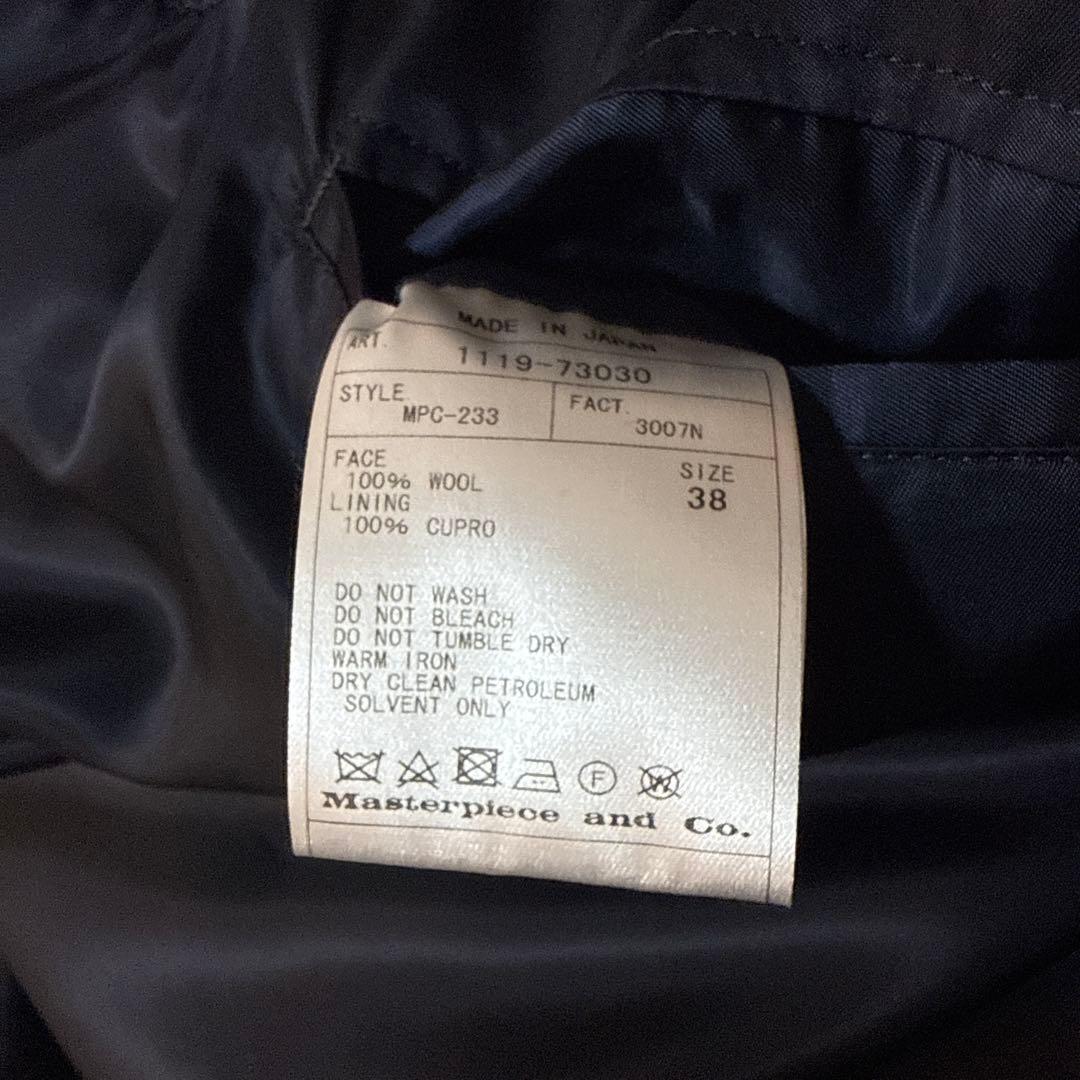 MADE IN JAPAN
ART.
1119-73030
STYLE.
MPC-233
FACT.
3007N
FACE
100% WOOL
LINING
100% CUPRO
SIZE
38
DO NOT WASH
DO NOT BLEACH
DO NOT TUMBLE DRY
WARM IRON
DRY CLEAN PETROLEUM
SOLVENT ONLY
F W
Masterpiece and Co.